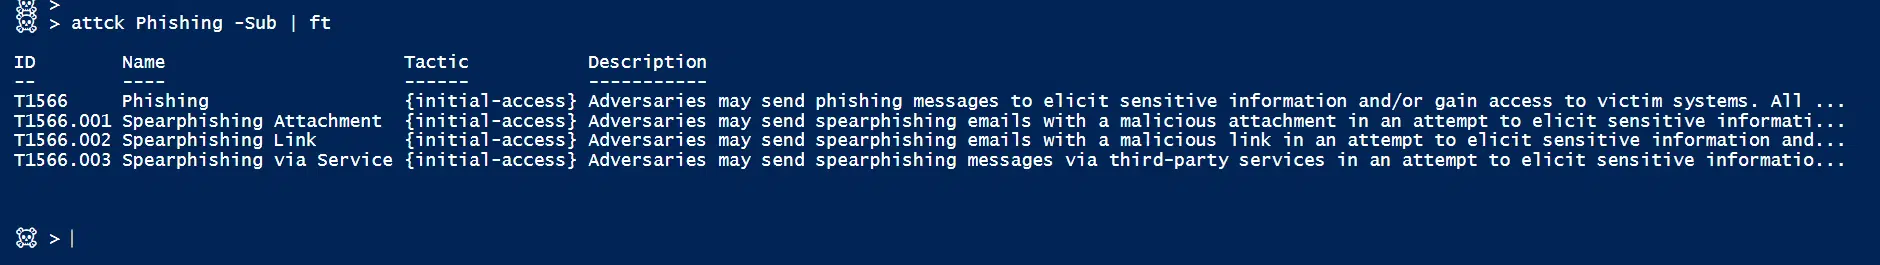 ☠ >
☠ > attck Phishing -Sub | ft
ID Name Tactic Description
-- ---- ------ -----------
T1566 Phishing {initial-access} Adversaries may send phishing messages to elicit sensitive information and/or gain access to victim systems. All ...
T1566.001 Spearphishing Attachment {initial-access} Adversaries may send spearphishing emails with a malicious attachment in an attempt to elicit sensitive informati...
T1566.002 Spearphishing Link {initial-access} Adversaries may send spearphishing emails with a malicious link in an attempt to elicit sensitive information and...
T1566.003 Spearphishing via Service {initial-access} Adversaries may send spearphishing messages via third-party services in an attempt to elicit sensitive informatio...
☠ >